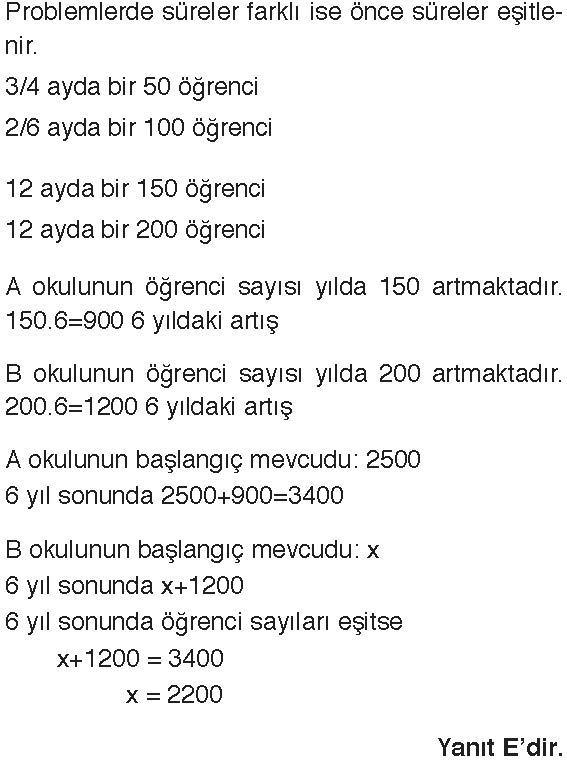 Problemlerde süreler farklı ise önce süreler eşitle-
nir.
3/4 ayda bir 50 öğrenci
2/6 ayda bir 100 öğrenci
12 ayda bir 150 öğrenci
12 ayda bir 200 öğrenci
A okulunun öğrenci sayısı yılda 150 artmaktadır.
150.6=900 6 yıldaki artış
B okulunun öğrenci sayısı yılda 200 artmaktadır.
200.6=1200 6 yıldaki artış
A okulunun başlangıç mevcudu: 2500
6 yıl sonunda 2500+900=3400
B okulunun başlangıç mevcudu: x
6 yıl sonunda x+1200
6 yıl sonunda öğrenci sayıları eşitse
x+1200 = 3400
x = 2200
Yanıt E'dir.